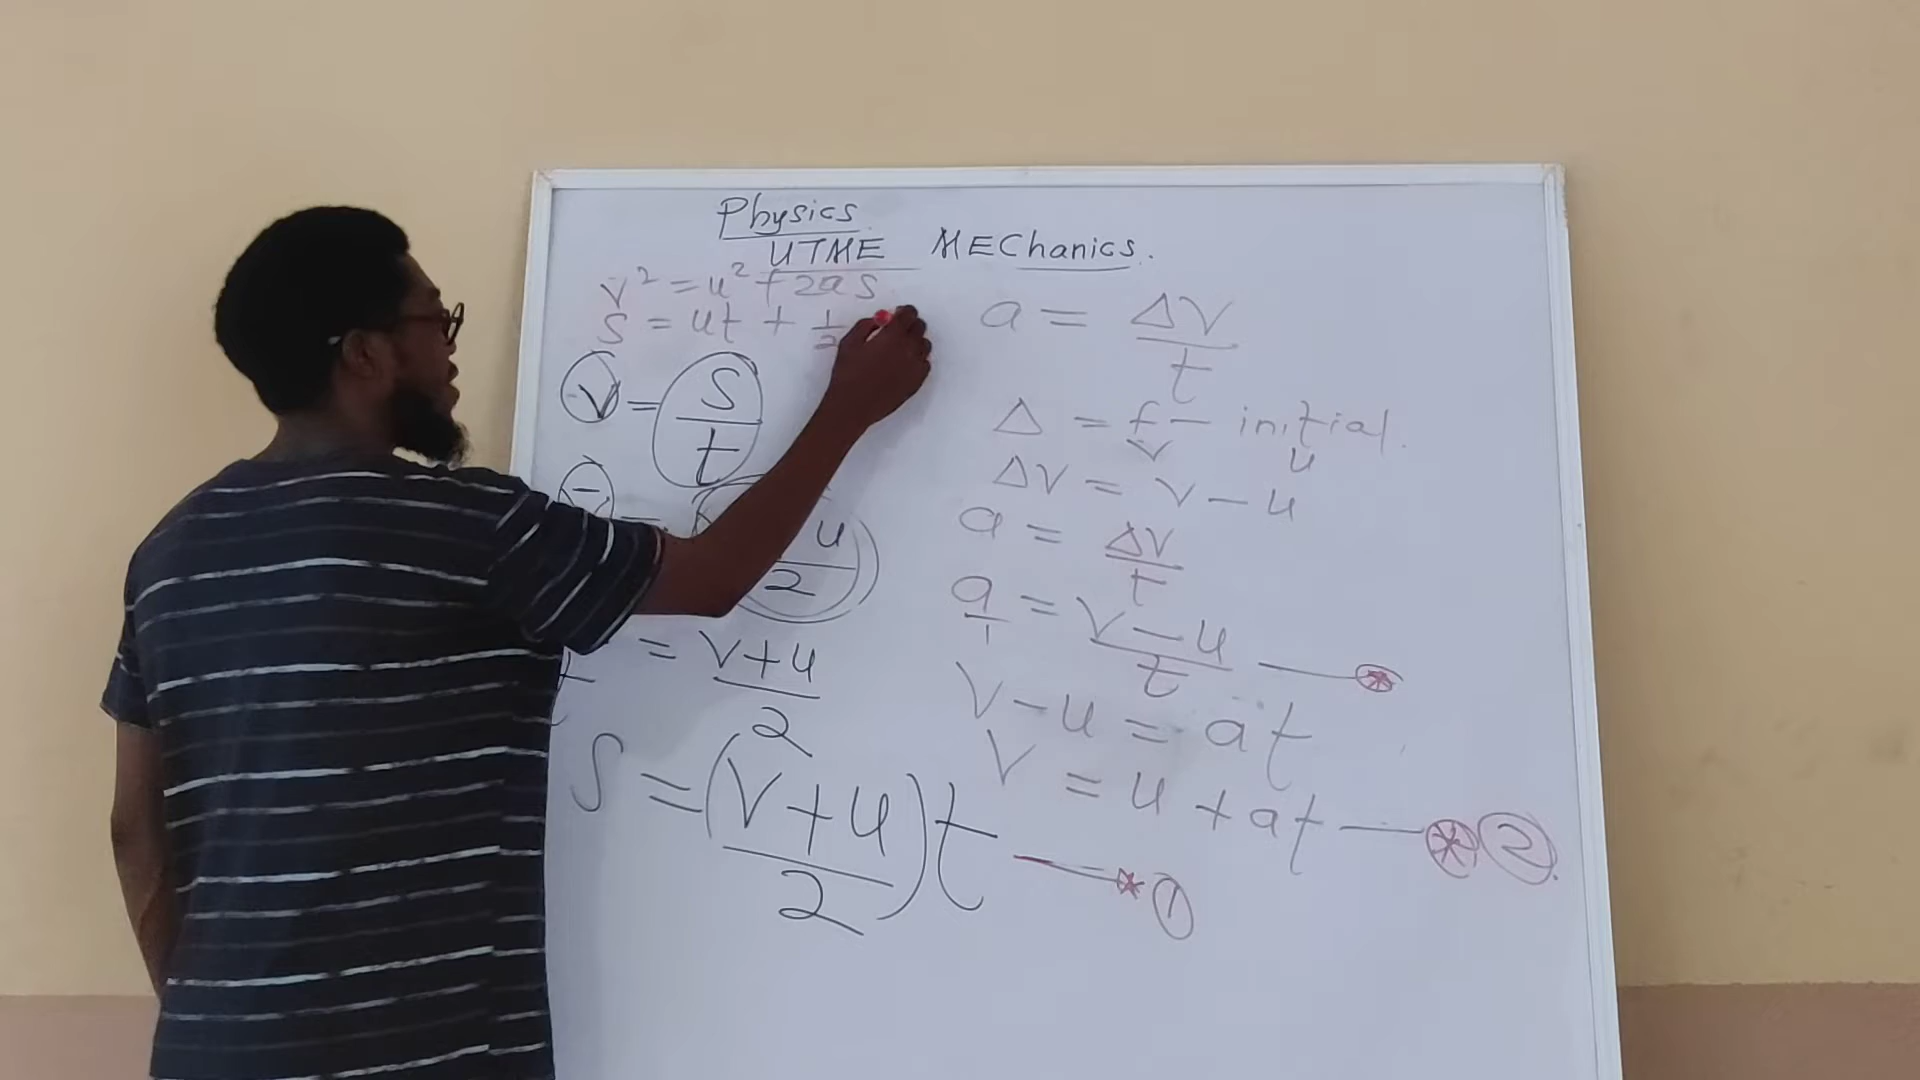 Physics
UTME MEChanics.
v² = u² + 2as
S = ut + 1/2
v = S/t
u
2
= v+u/2
S = (v+u/2)t — * ①
a = Δv/t
Δ = f — initial.
v u
Δv = v − u
a = Δv/t
a/1 = v − u/t — ⊛
v − u = at
v = u + at — ⊛ ②.